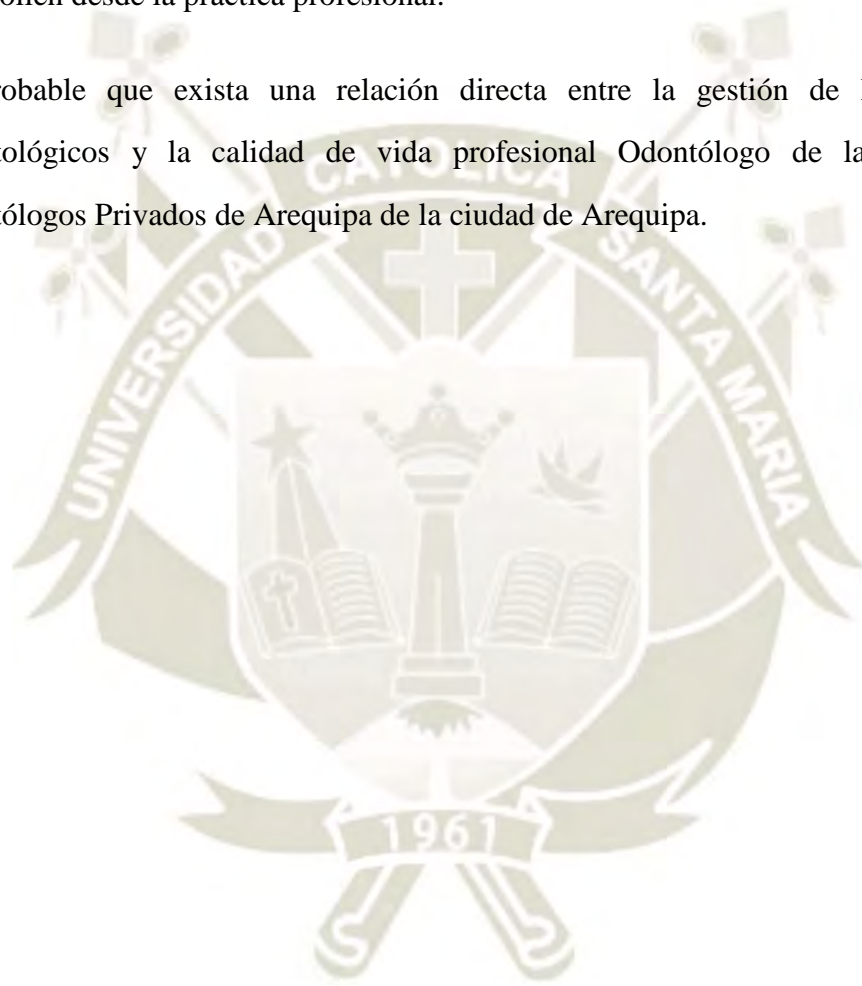 ollen desde la práctica profesional.
robable que exista una relación directa entre la gestión de
tológicos y la calidad de vida profesional Odontólogo de la
tólogos Privados de Arequipa de la ciudad de Arequipa.
UNIVERSIDAD CATOLICA SANTA MARIA
1961